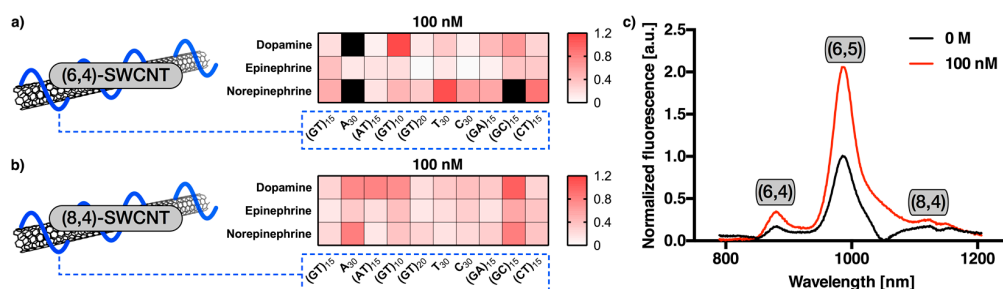 a)
100 nM
(6,4)-SWCNT
Dopamine
Epinephrine
Norepinephrine
1.2
0.8
0.4
0
(GT)₁₅ A₃₀ (AT)₁₅ (GT)₁₀ (GT)₂₀ T₃₀ C₃₀ (GA)₁₅ (GC)₁₅ (CT)₁₅
b)
100 nM
(8,4)-SWCNT
Dopamine
Epinephrine
Norepinephrine
1.2
0.8
0.4
0
(GT)₁₅ A₃₀ (AT)₁₅ (GT)₁₀ (GT)₂₀ T₃₀ C₃₀ (GA)₁₅ (GC)₁₅ (CT)₁₅
c)
Normalized fluorescence [a.u.]
2.5
2.0
1.5
1.0
0.5
0.0
(6,5)
(6,4)
(8,4)
0 M
100 nM
800 1000 1200
Wavelength [nm]